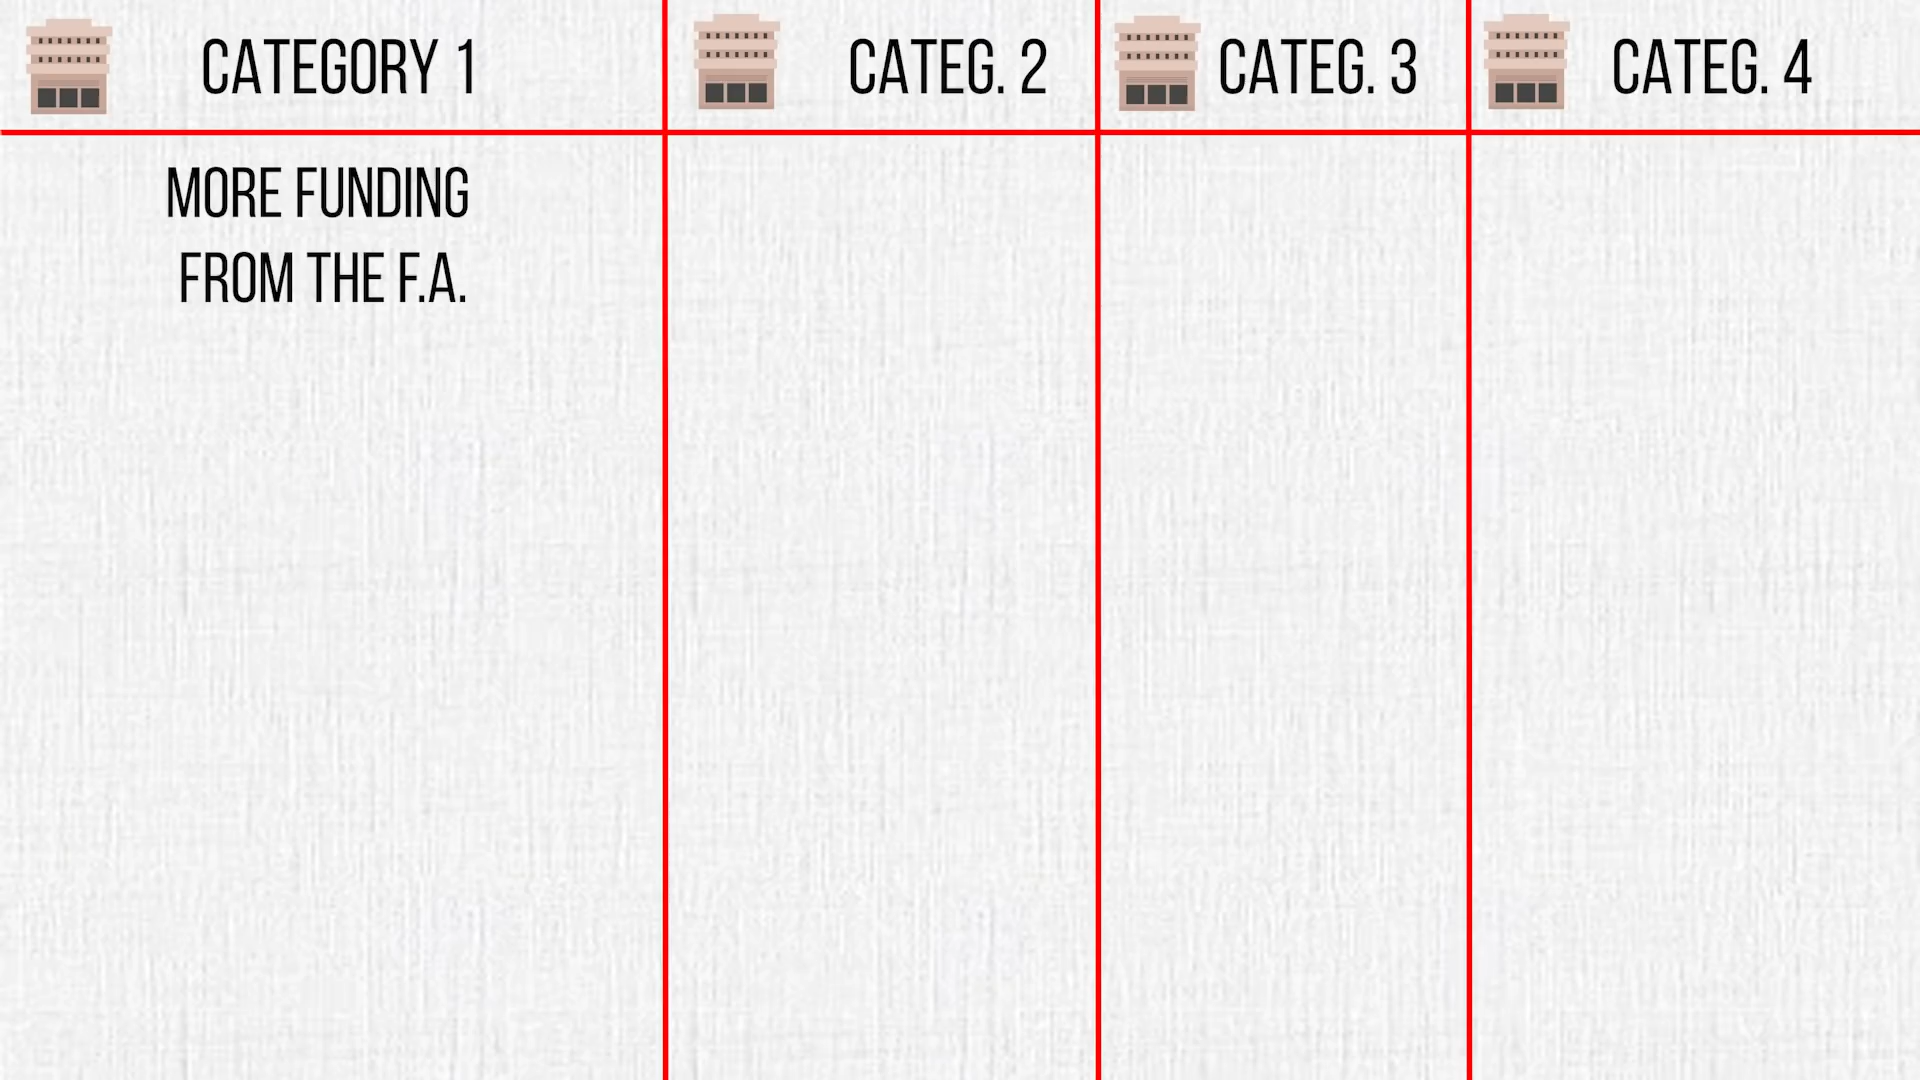 CATEGORY 1
CATEG. 2
CATEG. 3
CATEG. 4
MORE FUNDING
FROM THE F.A.